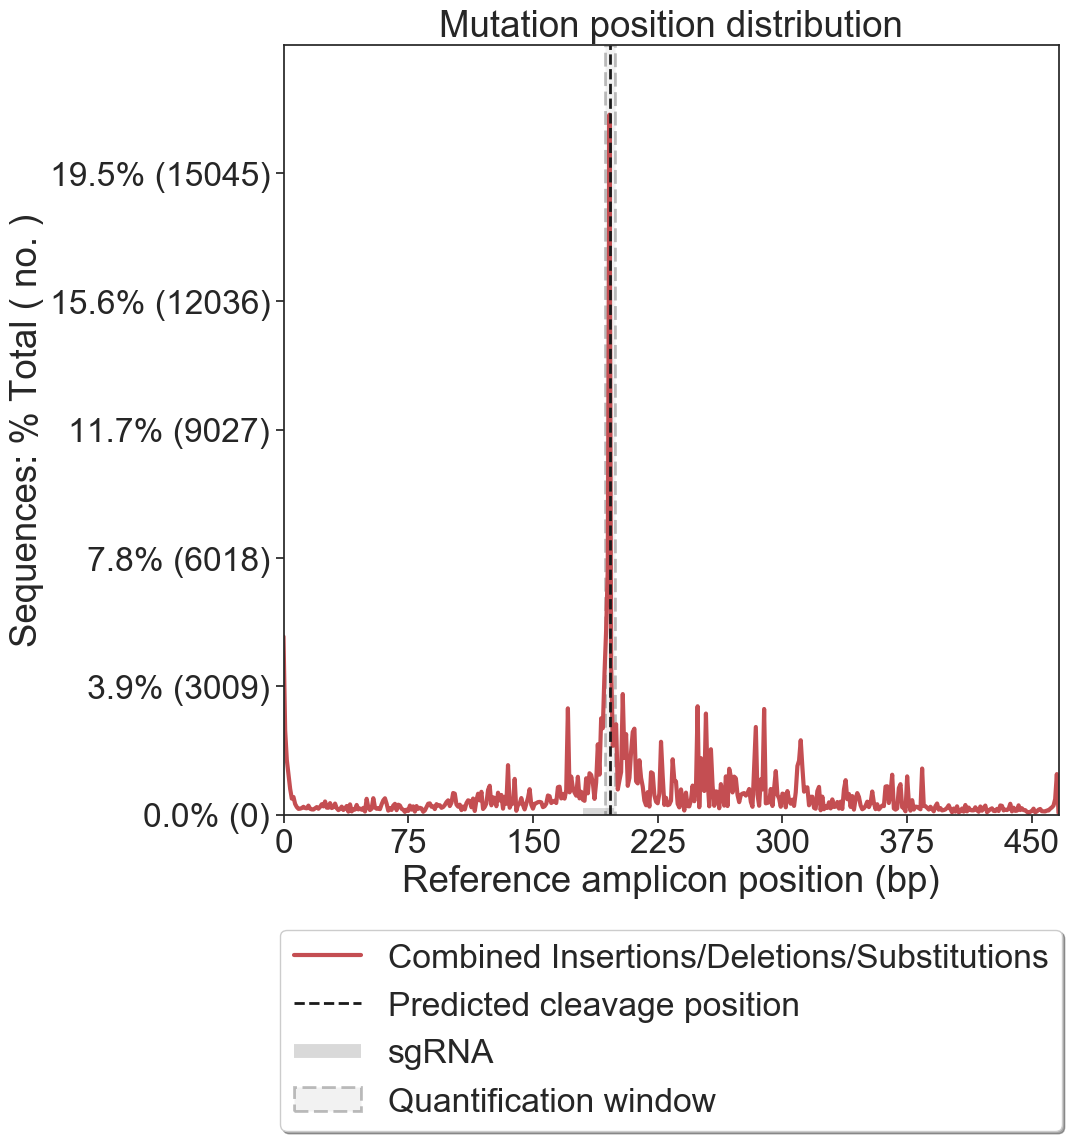 Mutation position distribution
Sequences: % Total ( no. )
19.5% (15045)
15.6% (12036)
11.7% (9027)
7.8% (6018)
3.9% (3009)
0.0% (0)
0 75 150 225 300 375 450
Reference amplicon position (bp)
Combined Insertions/Deletions/Substitutions
Predicted cleavage position
sgRNA
Quantification window